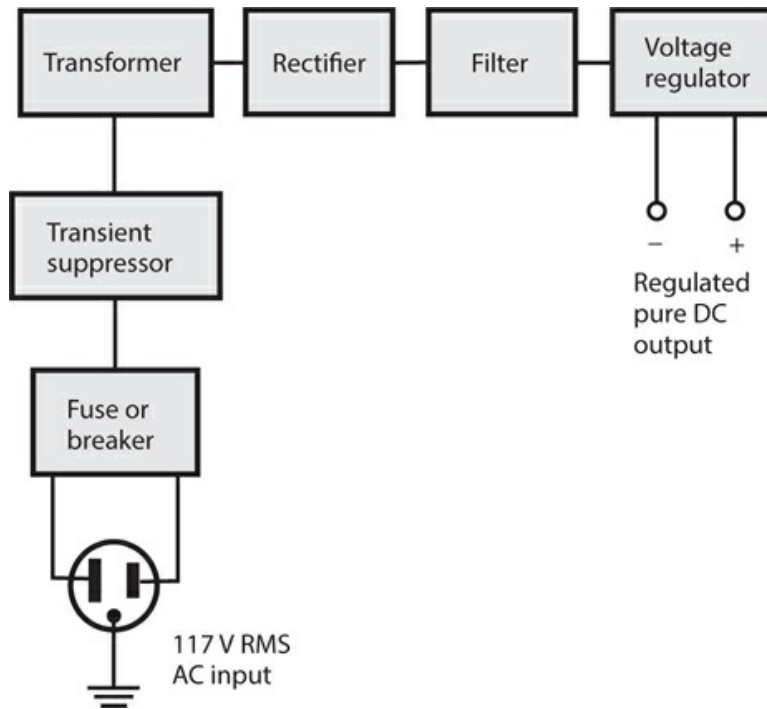 Transformer
Rectifier
Filter
Voltage
regulator
Transient
suppressor
− +
Regulated
pure DC
output
Fuse or
breaker
117 V RMS
AC input